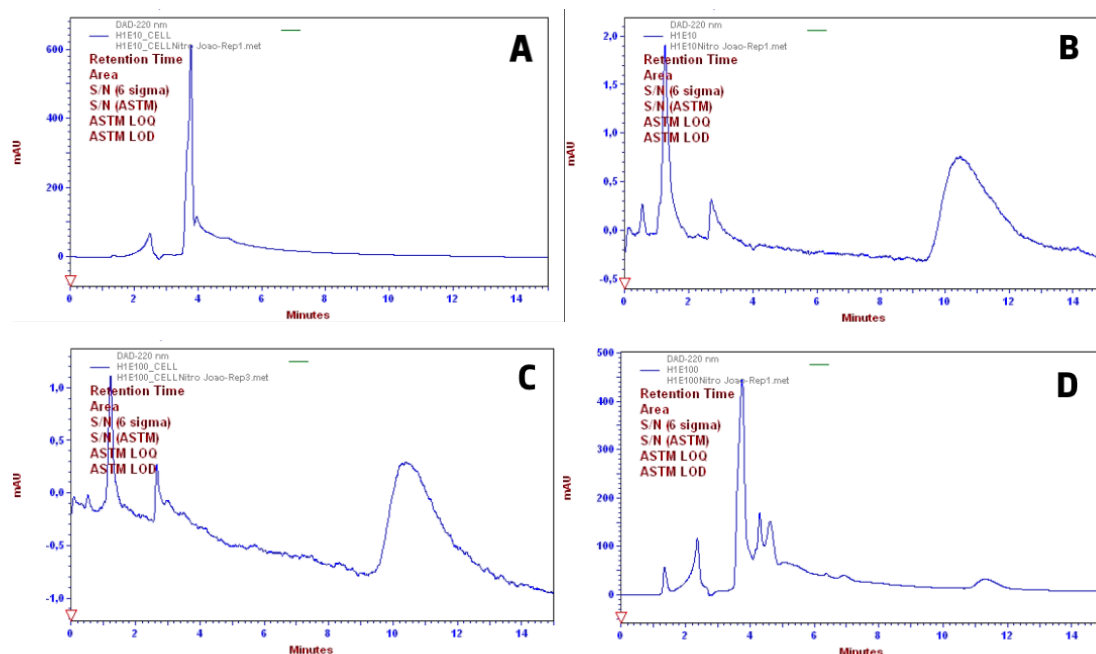 DAD-220 nm
H1E10_CELL
H1E10_CELLNitro Joao-Rep1.met
A
Retention Time
Area
S/N (6 sigma)
S/N (ASTM)
ASTM LOQ
ASTM LOD
600
400
200
0
mAU
0 2 4 6 8 10 12 14
Minutes
DAD-220 nm
H1E10
H1E10Nitro Joao-Rep1.met
B
Retention Time
Area
S/N (6 sigma)
S/N (ASTM)
ASTM LOQ
ASTM LOD
2,0
1,5
1,0
0,5
0,0
-0,5
mAU
0 2 4 6 8 10 12 14
Minutes
DAD-220 nm
H1E100_CELL
H1E100_CELLNitro Joao-Rep3.met
C
Retention Time
Area
S/N (6 sigma)
S/N (ASTM)
ASTM LOQ
ASTM LOD
1,0
0,5
0,0
-0,5
-1,0
mAU
0 2 4 6 8 10 12 14
Minutes
DAD-220 nm
H1E100
H1E100Nitro Joao-Rep1.met
D
Retention Time
Area
S/N (6 sigma)
S/N (ASTM)
ASTM LOQ
ASTM LOD
500
400
300
200
100
0
mAU
0 2 4 6 8 10 12 14
Minutes